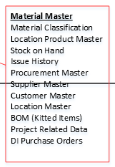 Material Master
Material Classification
Location Product Master
Stock on Hand
Issue History
Procurement Master
Supplier Master
Customer Master
Location Master
BOM (Kitted Items)
Project Related Data
DI Purchase Orders